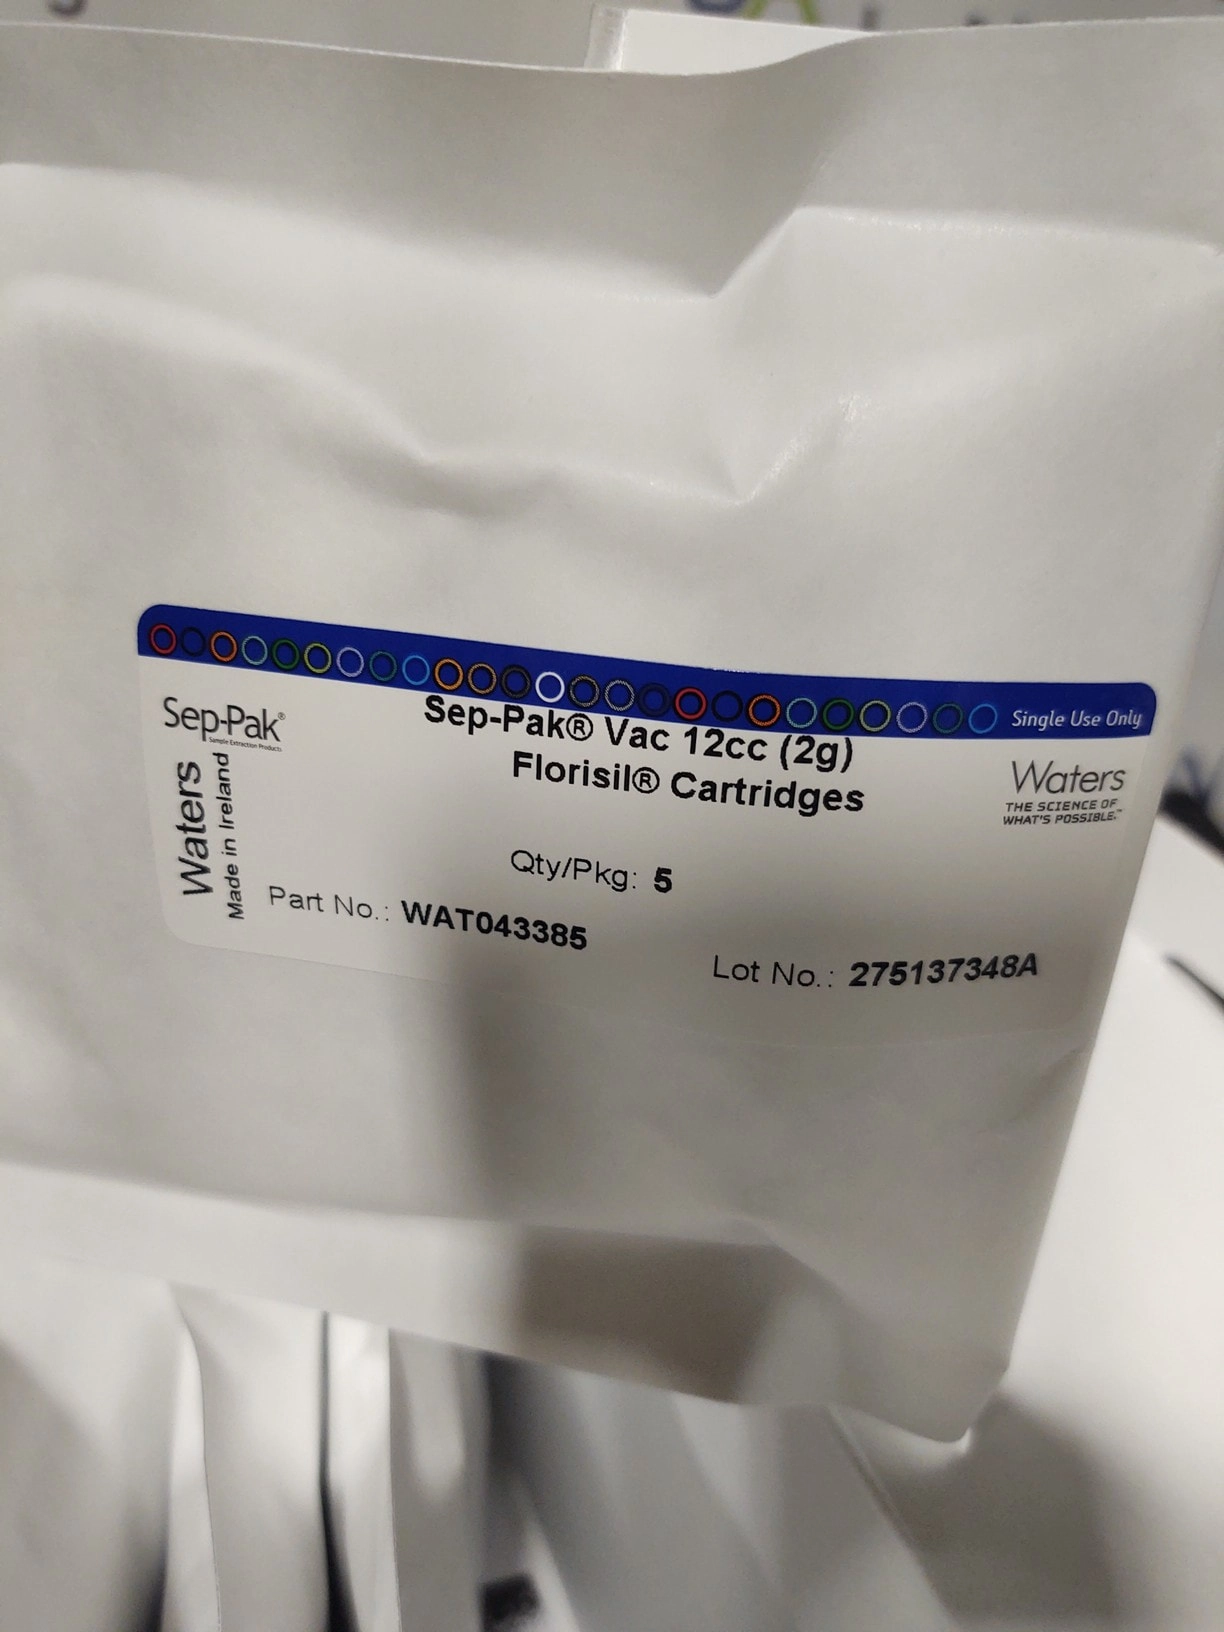 Single Use Only
Sep-Pak®
Sample Extraction Products
Sep-Pak® Vac 12cc (2g)
Florisil® Cartridges
Waters
THE SCIENCE OF
WHAT'S POSSIBLE.™
Waters
Made in Ireland
Qty/Pkg: 5
Part No.: WAT043385
Lot No.: 275137348A